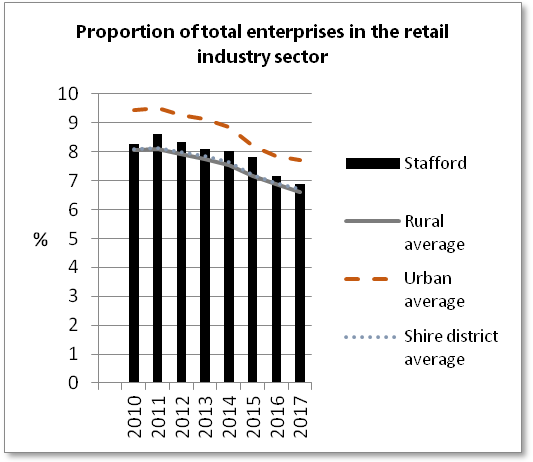 Proportion of total enterprises in the retail
industry sector
10
9
8
7
6
5
4
3
2
1
0
%
2010
2011
2012
2013
2014
2015
2016
2017
Stafford
Rural
average
Urban
average
Shire district
average